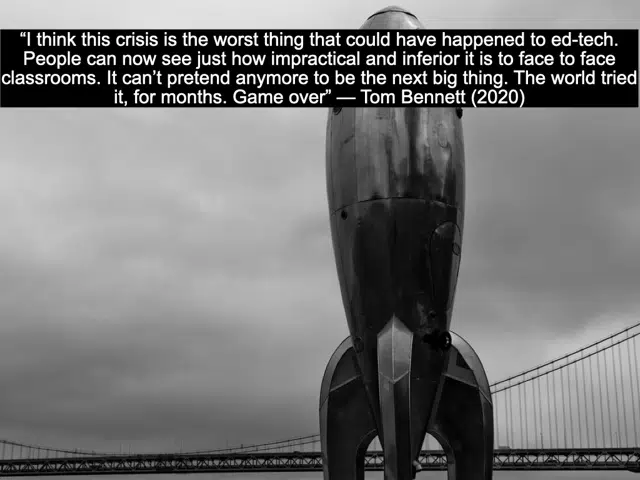 “I think this crisis is the worst thing that could have happened to ed-tech.
People can now see just how impractical and inferior it is to face to face
classrooms. It can’t pretend anymore to be the next big thing. The world tried
it, for months. Game over” — Tom Bennett (2020)